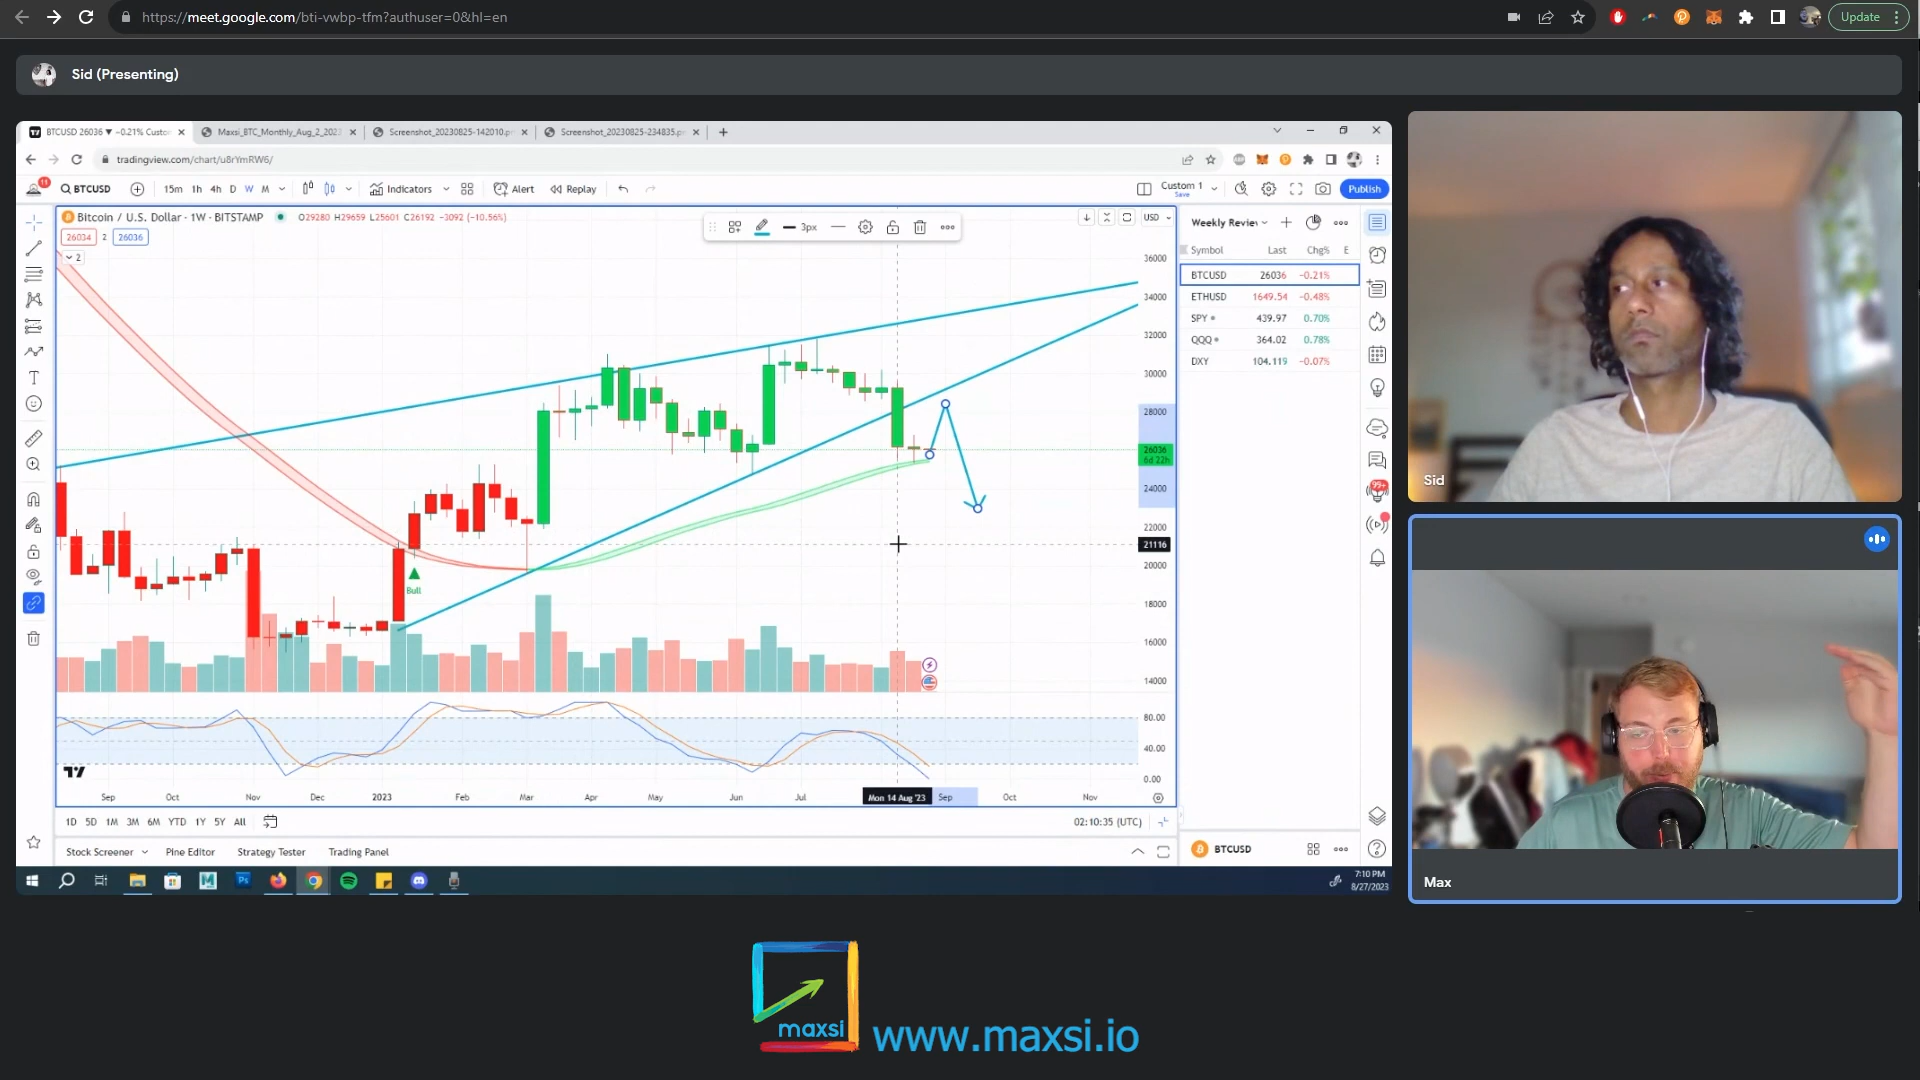 https://meet.google.com/bti-vwbp-tfm?authuser=0&hl=en
Update
Sid (Presenting)
BTCUSD 26036 ▼ −0.21% Custo
Maxsi_BTC_Monthly_Aug_2_202
Screenshot_20230825-142010.p
Screenshot_20230825-234835.p
tradingview.com/chart/u8rYmRW6/
11
BTCUSD
15m 1h 4h D W M
Indicators
Alert
Replay
Custom 1
Save
Publish
Bitcoin / U.S. Dollar · 1W · BITSTAMP
O29280 H29659 L25601 C26192 −3092 (−10.56%)
26034 2 26036
2
3px
USD
36000
34000
32000
30000
28000
26036
6d 22h
24000
22000
21116
20000
18000
16000
14000
80.00
40.00
0.00
Bull
Sep Oct Nov Dec 2023 Feb Mar Apr May Jun Jul Mon 14 Aug '23 Sep Oct Nov
1D 5D 1M 3M 6M YTD 1Y 5Y All
02:10:35 (UTC)
Stock Screener Pine Editor Strategy Tester Trading Panel
Weekly Review
Symbol Last Chg% E
BTCUSD 26036 −0.21%
ETHUSD 1649.54 −0.48%
SPY 439.97 0.70%
QQQ 364.02 0.78%
DXY 104.119 −0.07%
99+
BTCUSD
7:10 PM
8/27/2023
Sid
Max
maxsi
www.maxsi.io